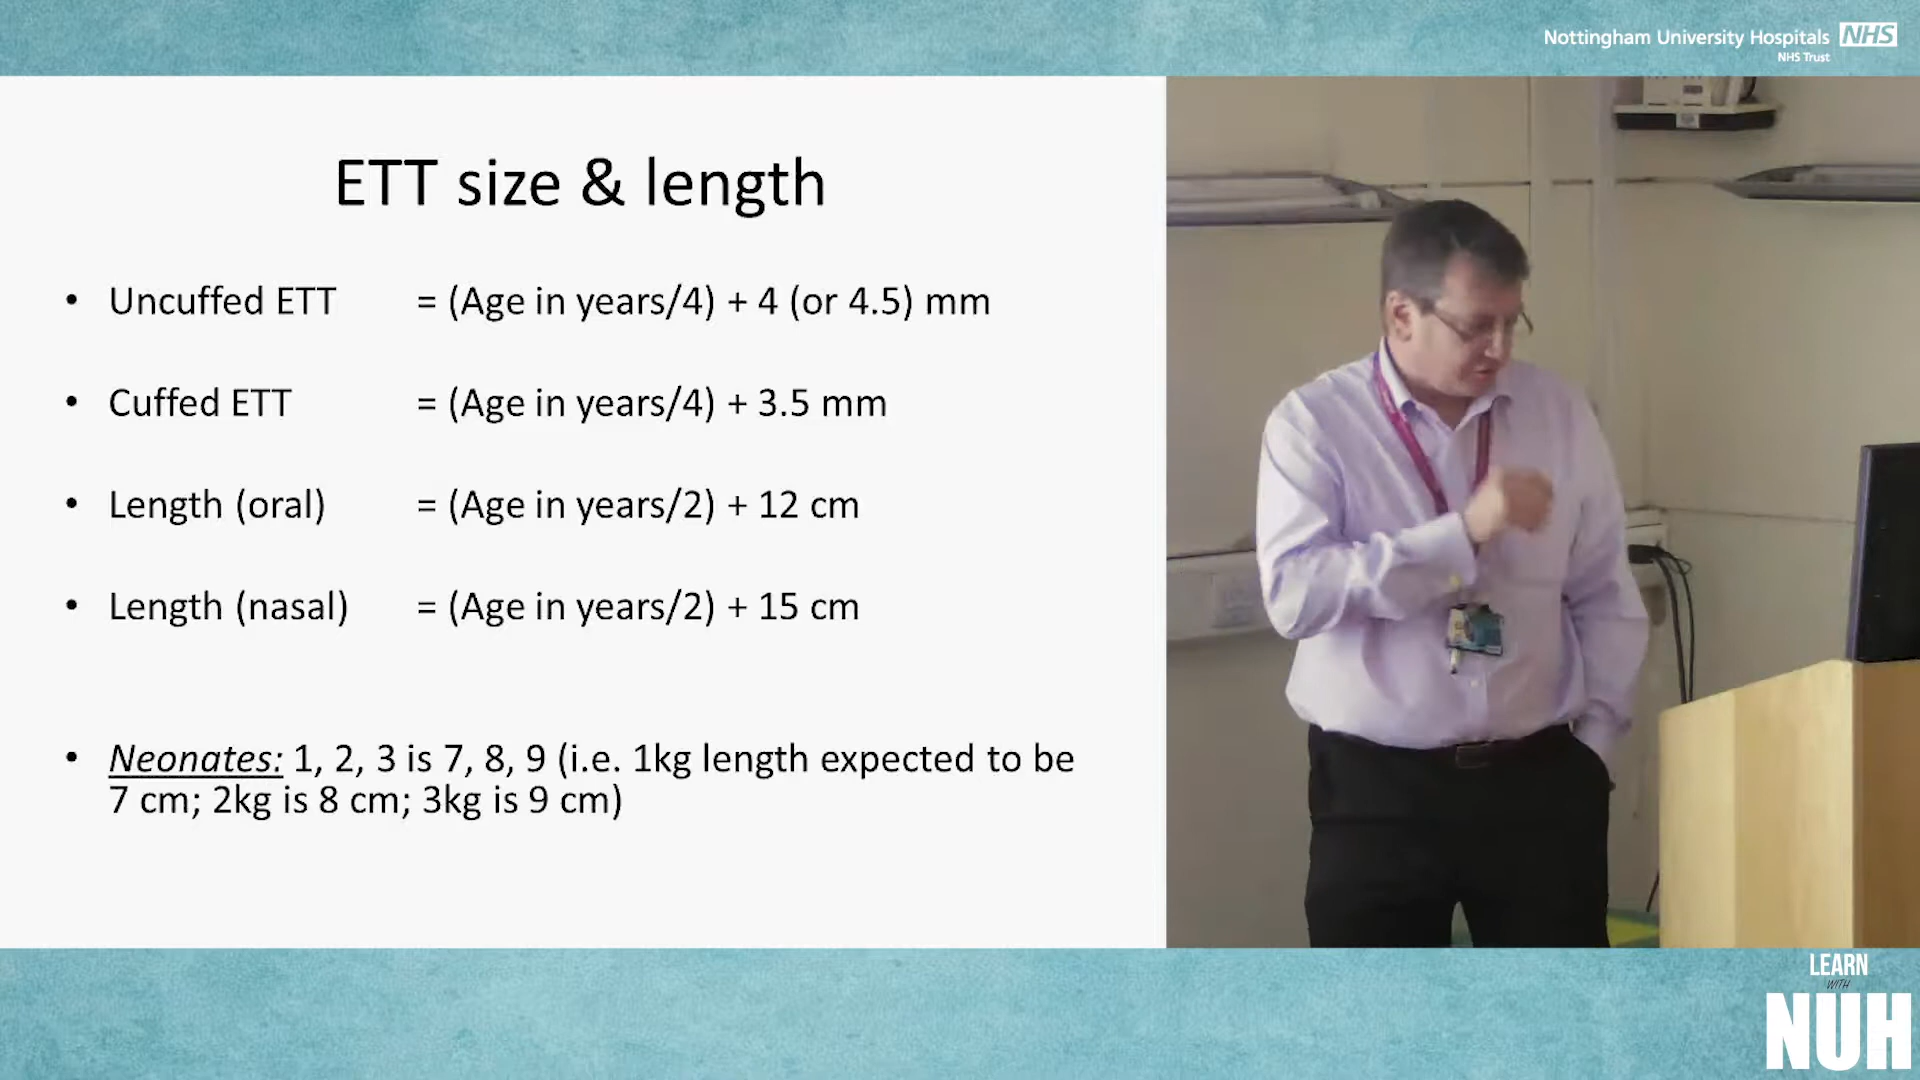 Nottingham University Hospitals NHS
NHS Trust
ETT size & length
• Uncuffed ETT = (Age in years/4) + 4 (or 4.5) mm
• Cuffed ETT = (Age in years/4) + 3.5 mm
• Length (oral) = (Age in years/2) + 12 cm
• Length (nasal) = (Age in years/2) + 15 cm
• Neonates: 1, 2, 3 is 7, 8, 9 (i.e. 1kg length expected to be
7 cm; 2kg is 8 cm; 3kg is 9 cm)
LEARN
WITH
NUH